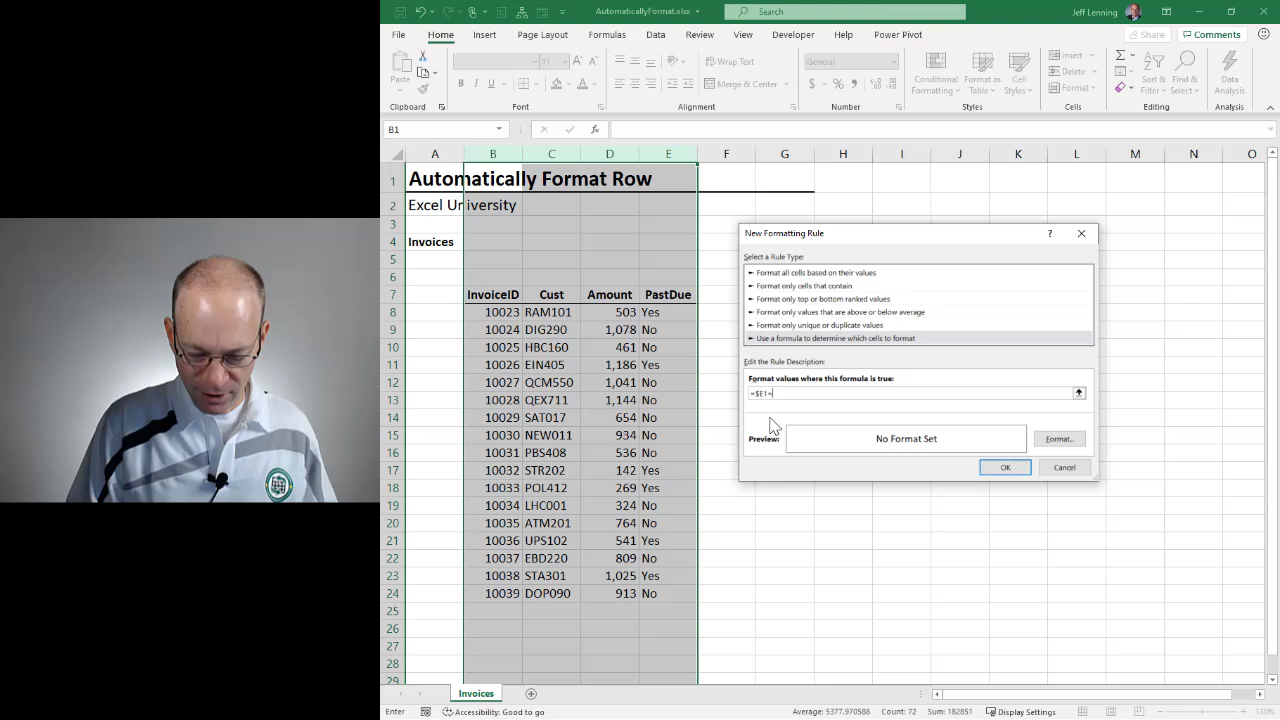 AutomaticallyFormat.xlsx
Search
Jeff Lenning
File Home Insert Page Layout Formulas Data Review View Developer Help Power Pivot
Share Comments
Paste
Clipboard
11
B I U
Font
Wrap Text
Merge & Center
Alignment
General
$ % ,
Number
Conditional Formatting
Format as Table
Cell Styles
Styles
Insert
Delete
Format
Cells
Sort & Filter
Find & Select
Editing
Data Analysis
Analysis
B1
fx
A B C D E F G H I J K L M N O
1 Automatically Format Row
2 Excel University
3
4 Invoices
5
6
7 InvoiceID Cust Amount PastDue
8 10023 RAM101 503 Yes
9 10024 DIG290 1,078 No
10 10025 HBC160 461 No
11 10026 EIN405 1,186 Yes
12 10027 QCM550 1,041 No
13 10028 QEX711 1,144 No
14 10029 SAT017 654 No
15 10030 NEW011 934 No
16 10031 PBS408 536 No
17 10032 STR202 142 Yes
18 10033 POL412 269 Yes
19 10034 LHC001 324 No
20 10035 ATM201 764 No
21 10036 UPS102 541 Yes
22 10037 EBD220 809 No
23 10038 STA301 1,025 Yes
24 10039 DOP090 913 No
25
26
27
28
29
New Formatting Rule
?
Select a Rule Type:
► Format all cells based on their values
► Format only cells that contain
► Format only top or bottom ranked values
► Format only values that are above or below average
► Format only unique or duplicate values
► Use a formula to determine which cells to format
Edit the Rule Description:
Format values where this formula is true:
=$E1=
Preview: No Format Set Format...
OK Cancel
Invoices
Enter Accessibility: Good to go Average: 5377.970588 Count: 72 Sum: 182851 Display Settings 130%